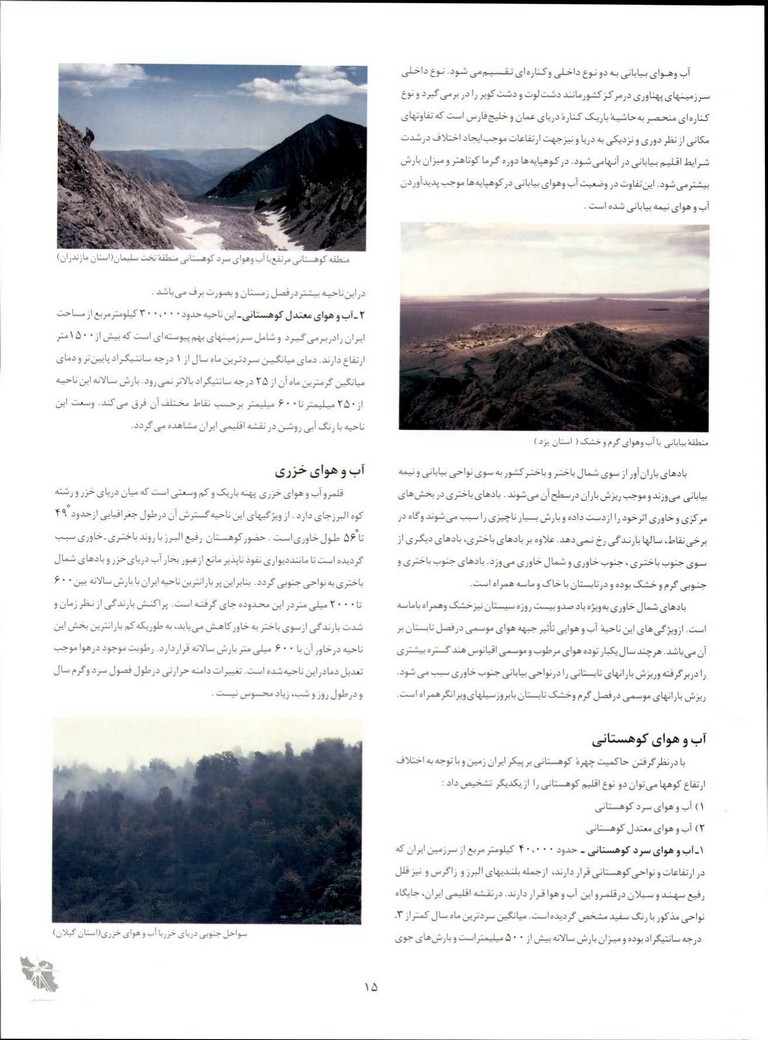 آب وهوای بیابانی به دو نوع داخلی وکناره‌ای تقسیم می شود. نوع داخلی
سرزمینهای پهناوری درمرکز کشورمانند دشت لوت و دشت کویر را در برمی گیرد و نوع
کناره‌ای منحصر به حاشیهٔ باریک کنارهٔ دریای عمان و خلیج فارس است که تفاوتهای
مکانی از نظر دوری و نزدیکی به دریا و نیز جهت ارتفاعات موجب ایجاد اختلاف درشدت
شرایط اقلیم بیابانی در آنها می شود. در کوهپایه‌ها دوره گرما کوتاهتر و میزان بارش
بیشتر می شود. این تفاوت در وضعیت آب وهوای بیابانی در کوهپایه‌ها موجب پدیدآوردن
آب و هوای نیمه بیابانی شده است .
منطقهٔ بیابانی با آب وهوای گرم و خشک ( استان یزد )
بادهای باران‌آور از سوی شمال باختر و باختر کشور به سوی نواحی بیابانی و نیمه
بیابانی می‌وزند و موجب ریزش باران درسطح آن می شوند . بادهای باختری در بخش های
مرکزی و خاوری اثر خود را ازدست داده و بارش بسیار ناچیزی را سبب می شوند وگاه در
برخی نقاط، سالها بارندگی رخ نمی دهد. علاوه بر بادهای باختری، بادهای دیگری از
سوی جنوب باختری ، جنوب خاوری و شمال خاوری می وزد. بادهای جنوب باختری و
جنوبی گرم و خشک بوده و درتابستان با خاک و ماسه همراه است.
بادهای شمال خاوری به‌ویژه باد صدوبیست روزه سیستان نیزخشک وهمراه باماسه
است. ازویژگی های این ناحیهٔ آب و هوایی تأثیر جبهه هوای موسمی درفصل تابستان بر
آن می باشد. هرچند سال یکبار توده هوای مرطوب و موسمی اقیانوس هند گستره بیشتری
را دربرگرفته وریزش بارانهای تابستانی را درنواحی بیابانی جنوب خاوری سبب می شود.
ریزش بارانهای موسمی درفصل گرم وخشک تابستان بابروز سیلهای ویرانگر همراه است.
آب و هوای کوهستانی
با درنظرگرفتن حاکمیت چهرهٔ کوهستانی بر پیکر ایران زمین و با توجه به اختلاف
ارتفاع کوهها می توان دو نوع اقلیم کوهستانی را از یکدیگر تشخیص داد :
۱) آب و هوای سرد کوهستانی
۲) آب و هوای معتدل کوهستانی
۱ـ آب و هوای سرد کوهستانی ـ حدود ۴۰،۰۰۰ کیلومتر مربع از سرزمین ایران که
در ارتفاعات و نواحی کوهستانی قرار دارند، ازجمله بلندیهای البرز و زاگرس و نیز قلل
رفیع سهند و سبلان درقلمرو این آب و هوا قرار دارند. درنقشه اقلیمی ایران، جایگاه
نواحی مذکور با رنگ سفید مشخص گردیده است. میانگین سردترین ماه سال کمتر از ۳-
درجه سانتیگراد بوده و میزان بارش سالانه بیش از ۵۰۰ میلیمتراست و بارش های جوی
منطقه کوهستانی مرتفع با آب وهوای سرد کوهستانی منطقهٔ تخت سلیمان(استان مازندران)
دراین ناحیه بیشتر درفصل زمستان و بصورت برف می باشد .
۲ـ آب و هوای معتدل کوهستانی ـ این ناحیه حدود ۳۰۰،۰۰۰ کیلومترمربع از مساحت
ایران را دربرمی گیرد و شامل سرزمینهای بهم پیوسته‌ای است که بیش از ۱۵۰۰ متر
ارتفاع دارند. دمای میانگین سردترین ماه سال از ۱ درجه سانتیگراد پایین‌تر و دمای
میانگین گرمترین ماه آن از ۲۵ درجه سانتیگراد بالاتر نمی رود. بارش سالانه این ناحیه
از ۲۵۰ میلیمتر تا ۶۰۰ میلیمتر برحسب نقاط مختلف آن فرق می کند. وسعت این
ناحیه با رنگ آبی روشن در نقشه اقلیمی ایران مشاهده می گردد.
آب و هوای خزری
قلمرو آب و هوای خزری پهنه باریک و کم وسعتی است که میان دریای خزر و رشته
کوه البرز جای دارد . از ویژگیهای این ناحیه گسترش آن درطول جغرافیایی ازحدود °۴۹
تا °۵۶ طول خاوری است . حضور کوهستان رفیع البرز با روند باختری ـ خاوری سبب
گردیده است تا ماننددیواری نفوذ ناپذیر مانع ازعبور بخار آب دریای خزر و بادهای شمال
باختری به نواحی جنوبی گردد. بنابراین پر بارانترین ناحیه ایران با بارش سالانه بین ۶۰۰
تا ۲۰۰۰ میلی متر در این محدوده جای گرفته است. پراکنش بارندگی از نظر زمان و
شدت بارندگی ازسوی باختر به خاور کاهش می یابد، به طوریکه کم بارانترین بخش این
ناحیه درخاور آن با ۶۰۰ میلی متر بارش سالانه قراردارد. رطوبت موجود درهوا موجب
تعدیل دمادراین ناحیه شده است. تغییرات دامنه حرارتی درطول فصول سرد وگرم سال
و درطول روز و شب، زیاد محسوس نیست .
سواحل جنوبی دریای خزربا آب و هوای خزری(استان گیلان)
۱۵